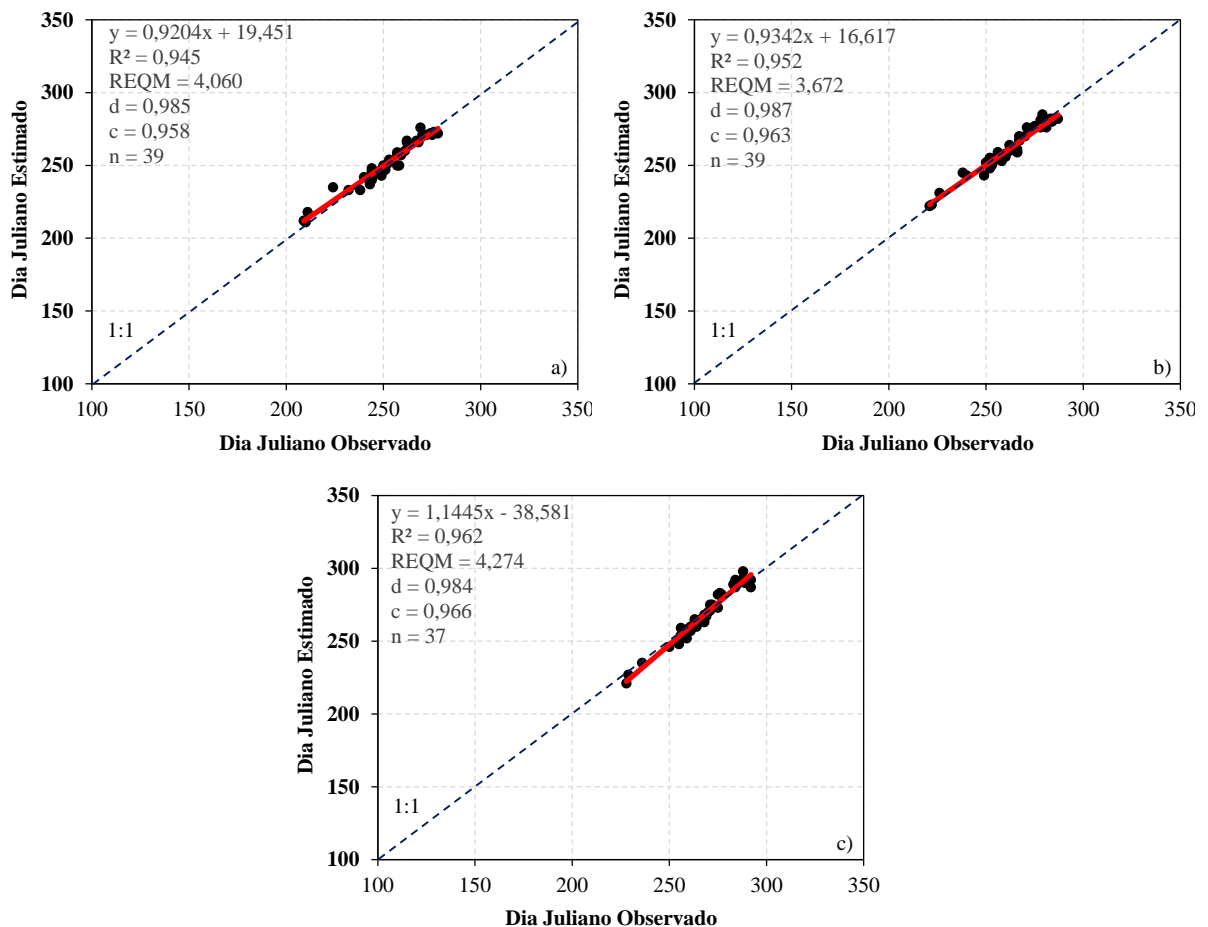 y = 0,9204x + 19,451
R² = 0,945
REQM = 4,060
d = 0,985
c = 0,958
n = 39
350
300
250
200
150
100
Dia Juliano Estimado
1:1
a)
100 150 200 250 300 350
Dia Juliano Observado
y = 0,9342x + 16,617
R² = 0,952
REQM = 3,672
d = 0,987
c = 0,963
n = 39
350
300
250
200
150
100
Dia Juliano Estimado
1:1
b)
100 150 200 250 300 350
Dia Juliano Observado
y = 1,1445x - 38,581
R² = 0,962
REQM = 4,274
d = 0,984
c = 0,966
n = 37
350
300
250
200
150
100
Dia Juliano Estimado
1:1
c)
100 150 200 250 300 350
Dia Juliano Observado